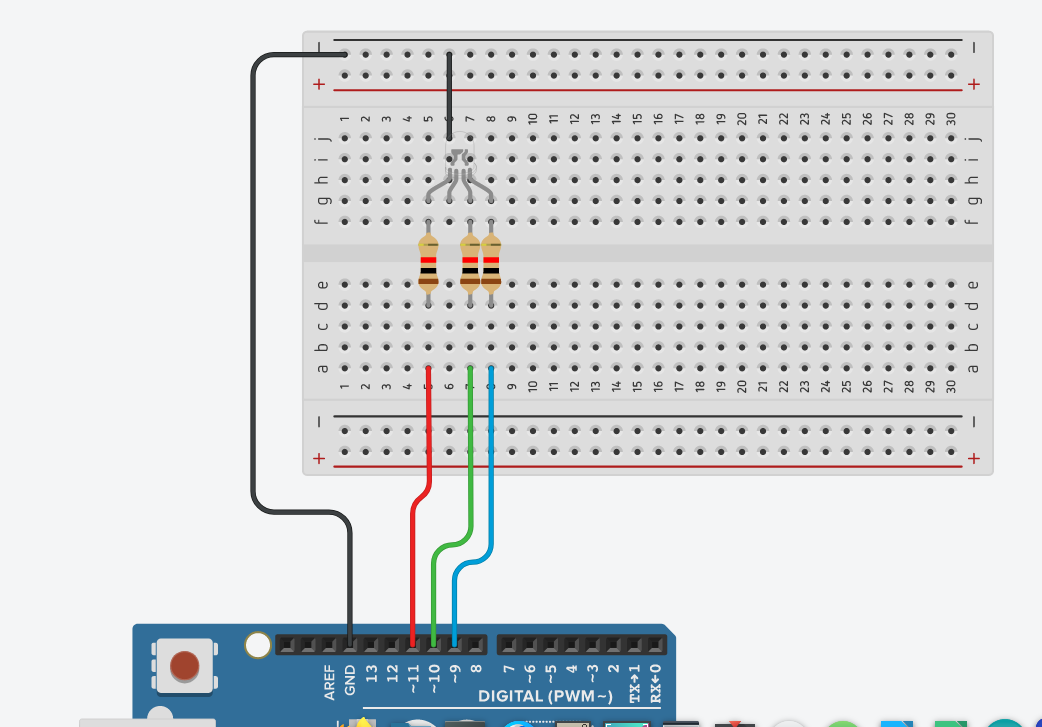 − −
+ +
1 2 3 4 5 6 7 8 9 10 11 12 13 14 15 16 17 18 19 20 21 22 23 24 25 26 27 28 29 30
j j
i i
h h
g g
f f
e e
d d
c c
b b
a a
1 2 3 4 5 6 7 8 9 10 11 12 13 14 15 16 17 18 19 20 21 22 23 24 25 26 27 28 29 30
− −
+ +
AREF GND 13 12 ~11 ~10 ~9 8 7 ~6 ~5 4 ~3 2 TX→1 RX←0
DIGITAL (PWM~)